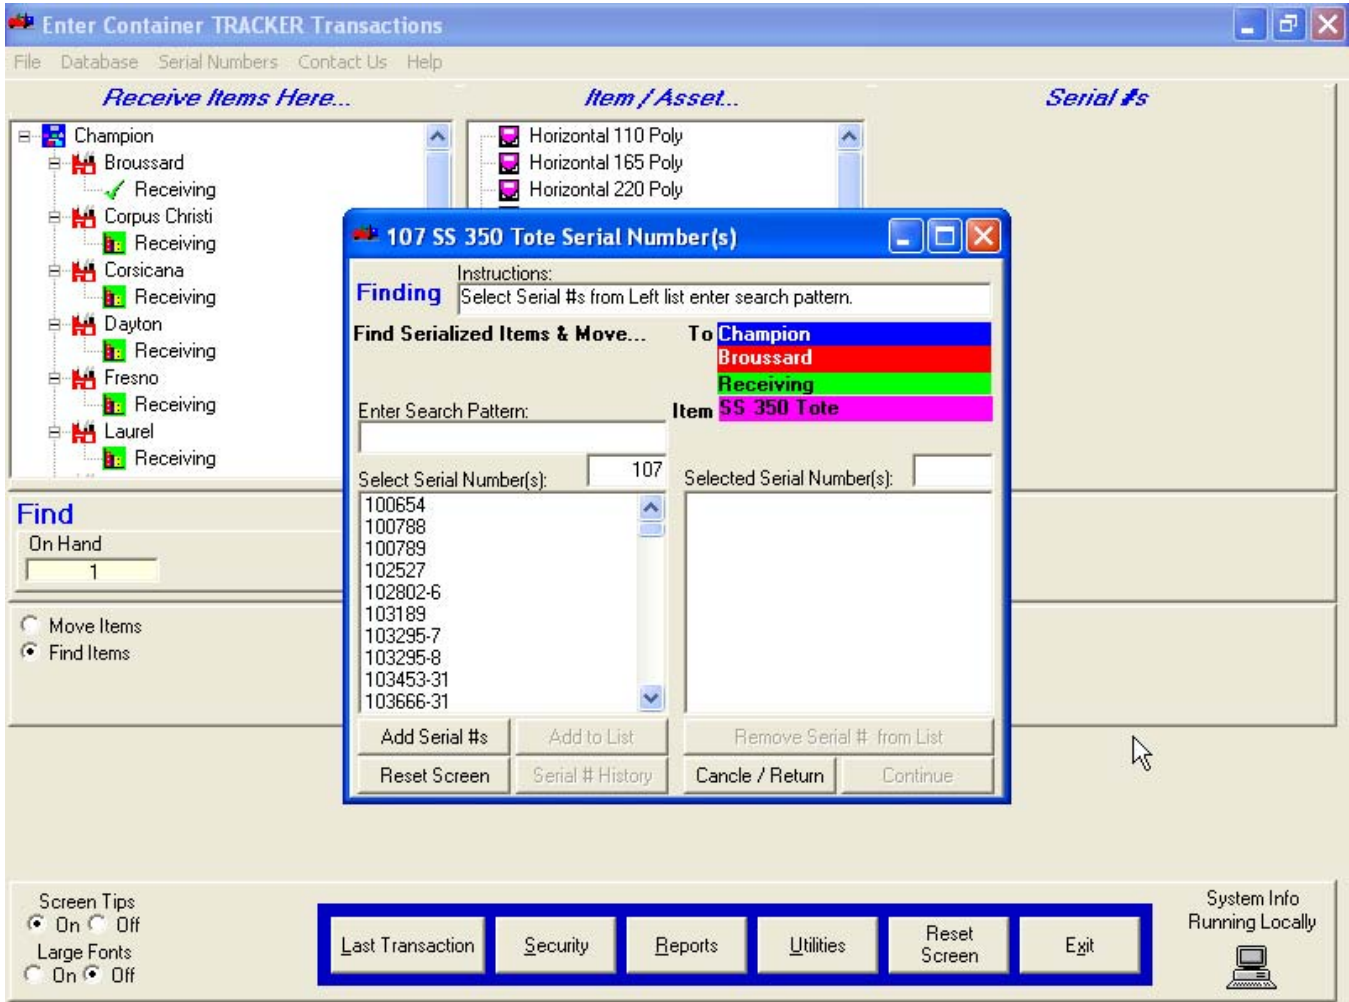 Enter Container TRACKER Transactions
File Database Serial Numbers Contact Us Help
Receive Items Here...
Champion
Broussard
Receiving
Corpus Christi
Receiving
Corsicana
Receiving
Dayton
Receiving
Fresno
Receiving
Laurel
Receiving
Item / Asset...
Horizontal 110 Poly
Horizontal 165 Poly
Horizontal 220 Poly
Serial #s
107 SS 350 Tote Serial Number(s)
Finding
Instructions:
Select Serial #s from Left list enter search pattern.
Find Serialized Items & Move...
To Champion
Broussard
Receiving
Item SS 350 Tote
Enter Search Pattern:
Select Serial Number(s): 107
100654
100788
100789
102527
102802-6
103189
103295-7
103295-8
103453-31
103666-31
Selected Serial Number(s):
Add Serial #s Add to List Remove Serial # from List
Reset Screen Serial # History Cancle / Return Continue
Find
On Hand
1
Move Items
Find Items
Screen Tips
On Off
Large Fonts
On Off
Last Transaction Security Reports Utilities Reset Screen Exit
System Info
Running Locally